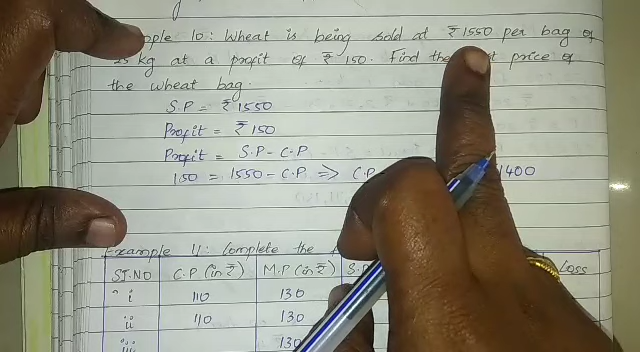 10: Wheat is being sold at ₹1550 per bag of
kg at a profit of ₹ 150. Find the price of
the wheat bag.
S.P = ₹ 1550
Profit = ₹ 150
Profit = S.P - C.P
150 = 1550 - C.P => C.P 1400
Example 11: Complete the
SI.NO C.P (in ₹) M.P (in ₹) S.P Loss
i 110 130
ii 110 130
iii 130